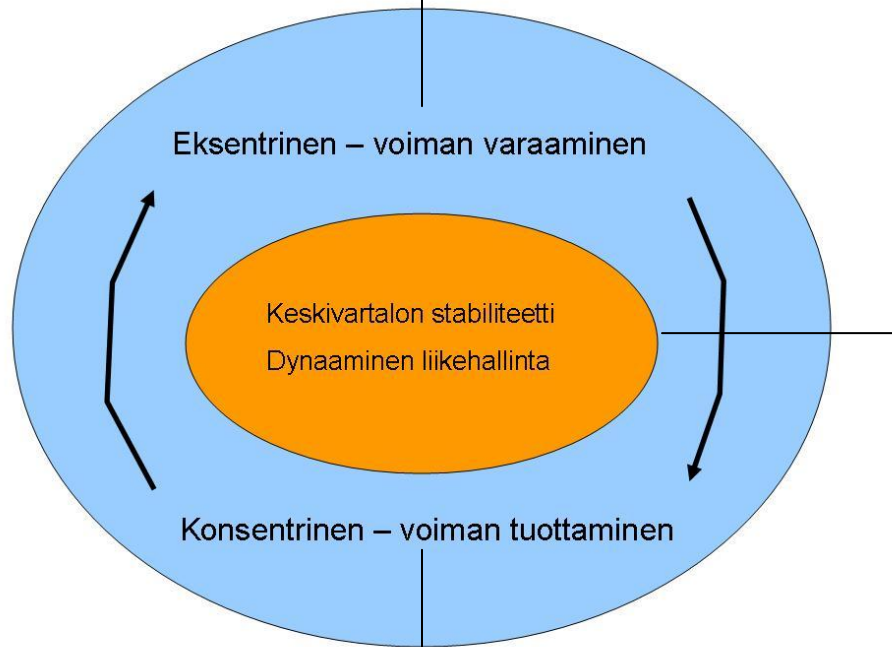 Eksentrinen – voiman varaaminen
Keskivartalon stabiliteetti
Dynaaminen liikehallinta
Konsentrinen – voiman tuottaminen